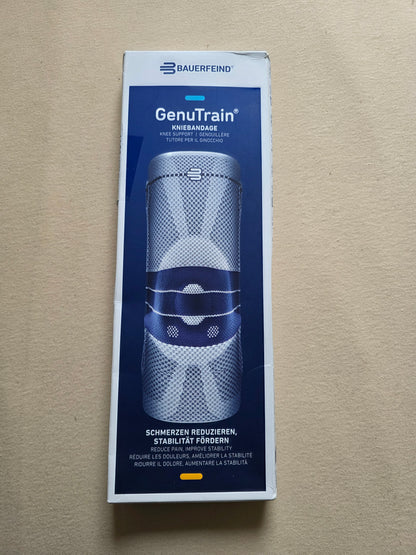 BAUERFEIND®
GenuTrain®
KNIEBANDAGE
KNEE SUPPORT | GENOUILLÈRE
TUTORE PER IL GINOCCHIO
SCHMERZEN REDUZIEREN,
STABILITÄT FÖRDERN
REDUCE PAIN, IMPROVE STABILITY
RÉDUIRE LES DOULEURS, AMÉLIORER LA STABILITÉ
RIDURRE IL DOLORE, AUMENTARE LA STABILITÀ